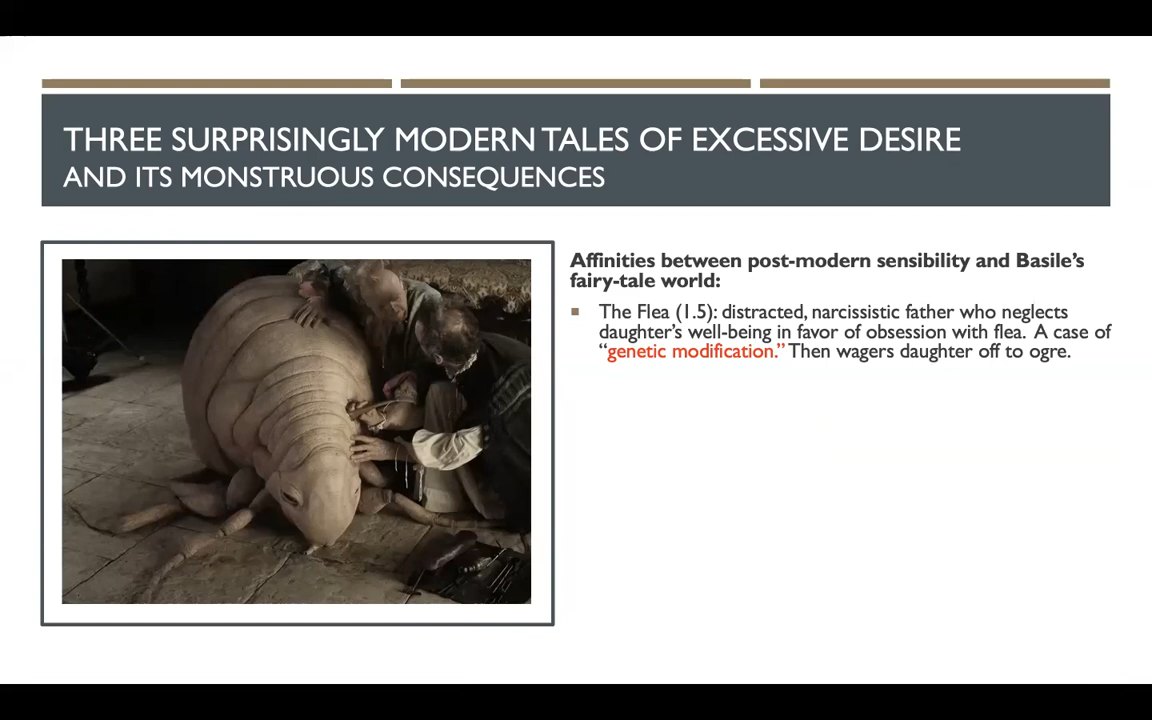 THREE SURPRISINGLY MODERN TALES OF EXCESSIVE DESIRE
AND ITS MONSTRUOUS CONSEQUENCES
Affinities between post-modern sensibility and Basile's
fairy-tale world:
The Flea (1.5): distracted, narcissistic father who neglects
daughter's well-being in favor of obsession with flea. A case of
"genetic modification." Then wagers daughter off to ogre.